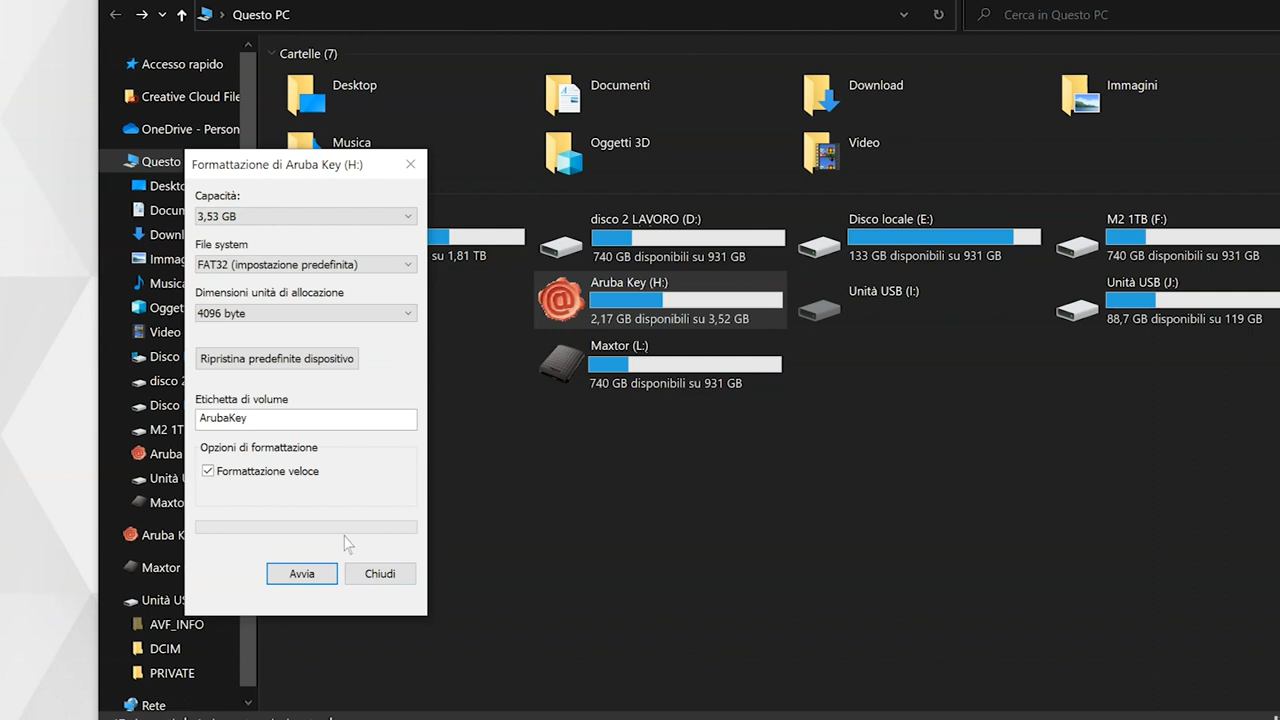 Questo PC
Cerca in Questo PC
Accesso rapido
Creative Cloud File
OneDrive - Person
Questo
Deskto
Docum
Downl
Immag
Musica
Ogget
Video
Disco
disco 2
Disco
M2 1T
Aruba
Unità U
Maxto
Aruba K
Maxtor
Unità US
AVF_INFO
DCIM
PRIVATE
Rete
Cartelle (7)
Desktop
Documenti
Download
Immagini
Musica
Oggetti 3D
Video
su 1,81 TB
disco 2 LAVORO (D:)
740 GB disponibili su 931 GB
Disco locale (E:)
133 GB disponibili su 931 GB
M2 1TB (F:)
740 GB disponibili su 931 GB
Aruba Key (H:)
2,17 GB disponibili su 3,52 GB
Unità USB (I:)
Unità USB (J:)
88,7 GB disponibili su 119 GB
Maxtor (L:)
740 GB disponibili su 931 GB
Formattazione di Aruba Key (H:)
Capacità:
3,53 GB
File system
FAT32 (impostazione predefinita)
Dimensioni unità di allocazione
4096 byte
Ripristina predefinite dispositivo
Etichetta di volume
ArubaKey
Opzioni di formattazione
Formattazione veloce
Avvia
Chiudi